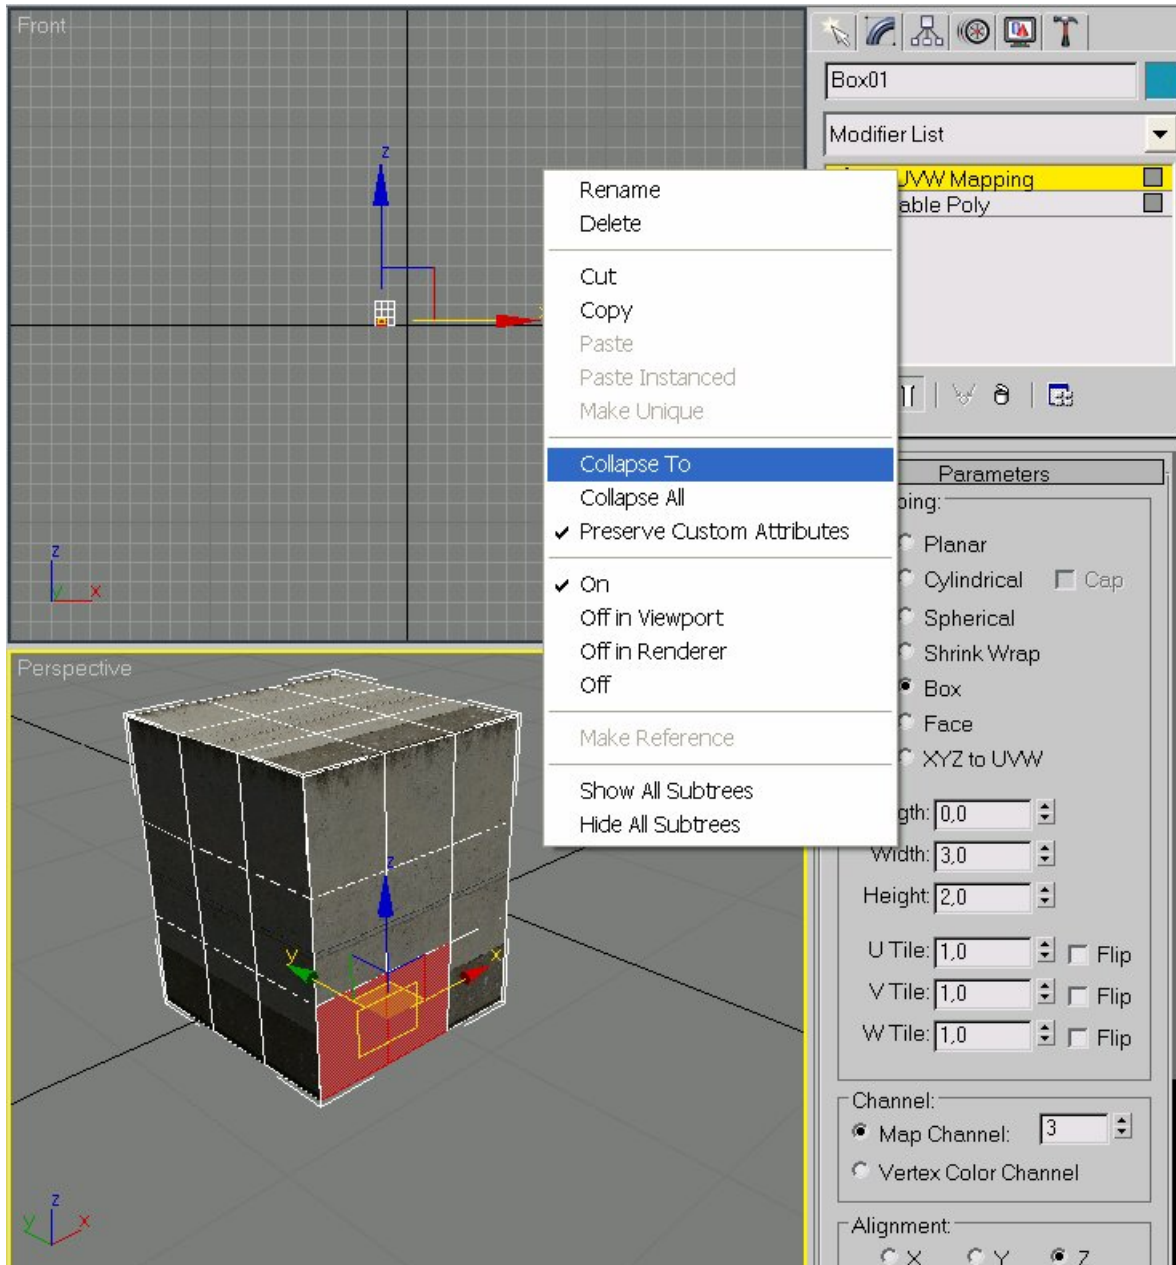 Front
z
x
z
y x
Box01
Modifier List
UVW Mapping
able Poly
Rename
Delete
Cut
Copy
Paste
Paste Instanced
Make Unique
Collapse To
Collapse All
Preserve Custom Attributes
On
Off in Viewport
Off in Renderer
Off
Make Reference
Show All Subtrees
Hide All Subtrees
Parameters
ping:
Planar
Cylindrical Cap
Spherical
Shrink Wrap
Box
Face
XYZ to UVW
gth: 0,0
Width: 3,0
Height: 2,0
U Tile: 1,0 Flip
V Tile: 1,0 Flip
W Tile: 1,0 Flip
Channel:
Map Channel: 3
Vertex Color Channel
Alignment:
X Y Z
Perspective
z
y x
z
y x